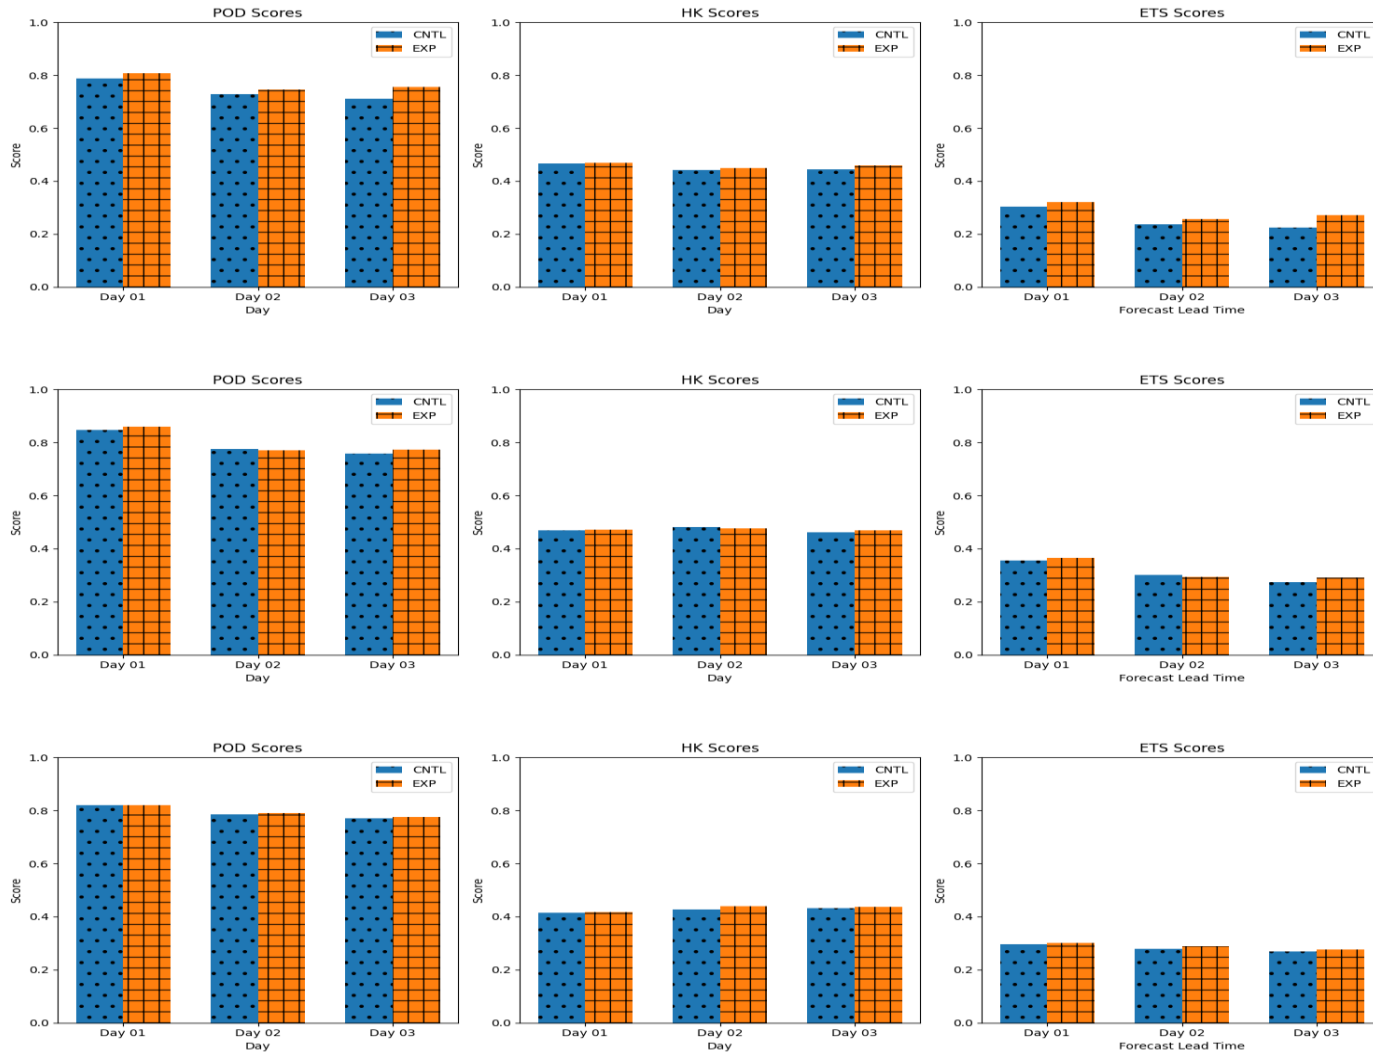 POD Scores
1.0
0.8
0.6
0.4
0.2
0.0
Score
CNTL
EXP
Day 01
Day 02
Day 03
Day
HK Scores
1.0
0.8
0.6
0.4
0.2
0.0
Score
CNTL
EXP
Day 01
Day 02
Day 03
Day
ETS Scores
1.0
0.8
0.6
0.4
0.2
0.0
Score
CNTL
EXP
Day 01
Day 02
Day 03
Forecast Lead Time
POD Scores
1.0
0.8
0.6
0.4
0.2
0.0
Score
CNTL
EXP
Day 01
Day 02
Day 03
Day
HK Scores
1.0
0.8
0.6
0.4
0.2
0.0
Score
CNTL
EXP
Day 01
Day 02
Day 03
Day
ETS Scores
1.0
0.8
0.6
0.4
0.2
0.0
Score
CNTL
EXP
Day 01
Day 02
Day 03
Forecast Lead Time
POD Scores
1.0
0.8
0.6
0.4
0.2
0.0
Score
CNTL
EXP
Day 01
Day 02
Day 03
Day
HK Scores
1.0
0.8
0.6
0.4
0.2
0.0
Score
CNTL
EXP
Day 01
Day 02
Day 03
Day
ETS Scores
1.0
0.8
0.6
0.4
0.2
0.0
Score
CNTL
EXP
Day 01
Day 02
Day 03
Forecast Lead Time